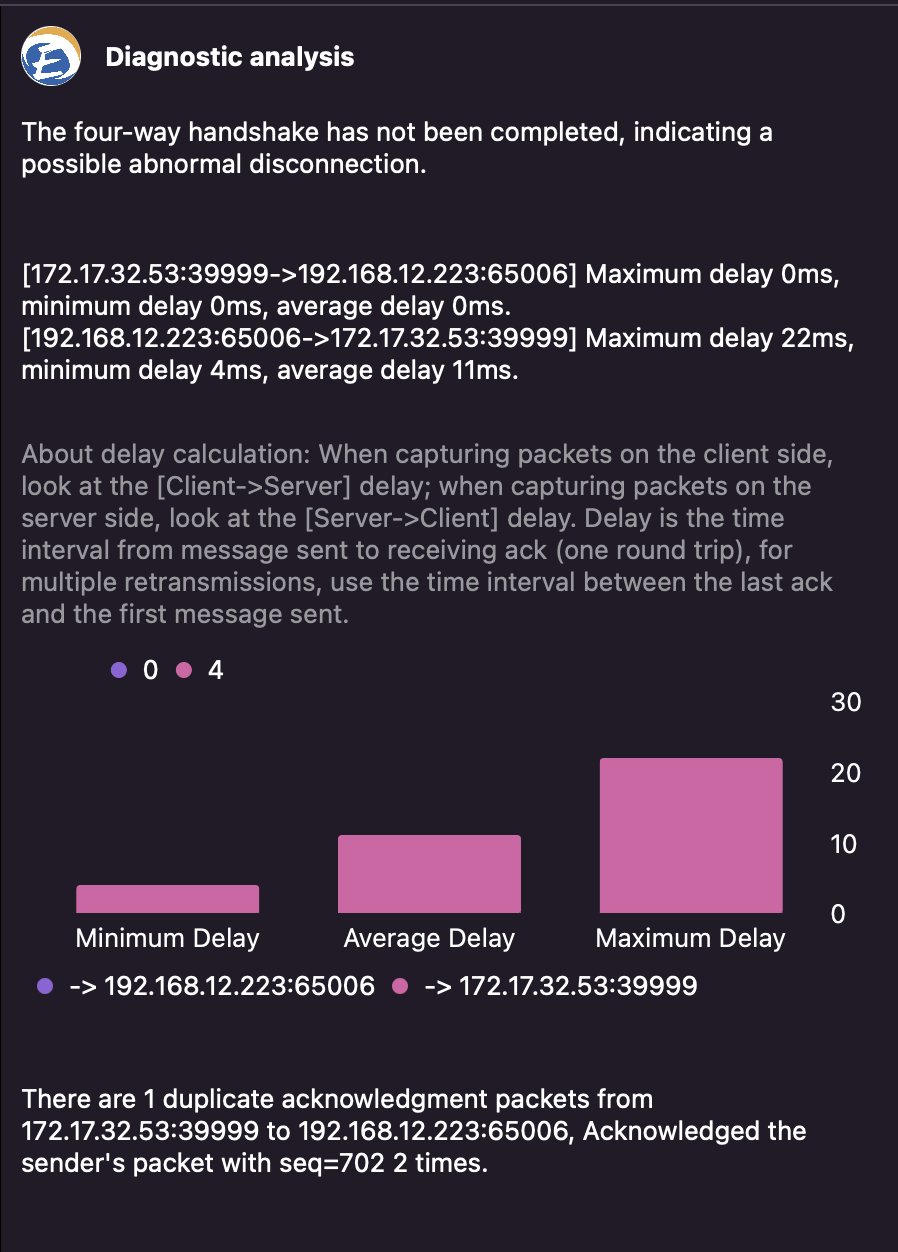 Diagnostic analysis
The four-way handshake has not been completed, indicating a
possible abnormal disconnection.
[172.17.32.53:39999->192.168.12.223:65006] Maximum delay 0ms,
minimum delay 0ms, average delay 0ms.
[192.168.12.223:65006->172.17.32.53:39999] Maximum delay 22ms,
minimum delay 4ms, average delay 11ms.
About delay calculation: When capturing packets on the client side,
look at the [Client->Server] delay; when capturing packets on the
server side, look at the [Server->Client] delay. Delay is the time
interval from message sent to receiving ack (one round trip), for
multiple retransmissions, use the time interval between the last ack
and the first message sent.
0 4
30
20
10
0
Minimum Delay Average Delay Maximum Delay
-> 192.168.12.223:65006 -> 172.17.32.53:39999
There are 1 duplicate acknowledgment packets from
172.17.32.53:39999 to 192.168.12.223:65006, Acknowledged the
sender's packet with seq=702 2 times.